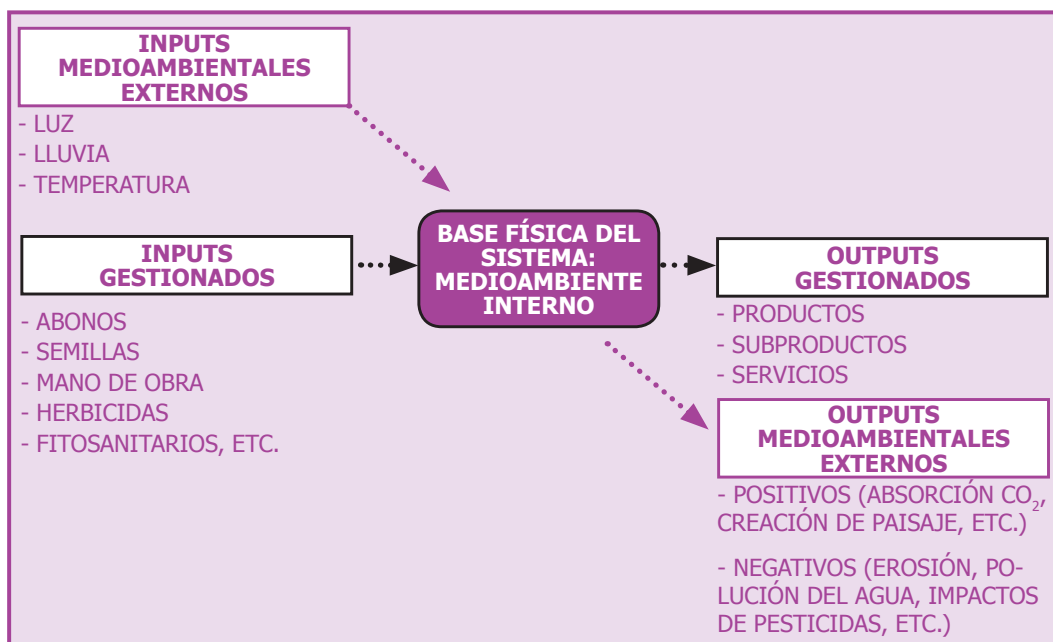 INPUTS
MEDIOAMBIENTALES
EXTERNOS
- LUZ
- LLUVIA
- TEMPERATURA
INPUTS
GESTIONADOS
- ABONOS
- SEMILLAS
- MANO DE OBRA
- HERBICIDAS
- FITOSANITARIOS, ETC.
BASE FÍSICA DEL
SISTEMA:
MEDIOAMBIENTE
INTERNO
OUTPUTS
GESTIONADOS
- PRODUCTOS
- SUBPRODUCTOS
- SERVICIOS
OUTPUTS
MEDIOAMBIENTALES
EXTERNOS
- POSITIVOS (ABSORCIÓN CO₂,
CREACIÓN DE PAISAJE, ETC.)
- NEGATIVOS (EROSIÓN, PO-
LUCIÓN DEL AGUA, IMPACTOS
DE PESTICIDAS, ETC.)